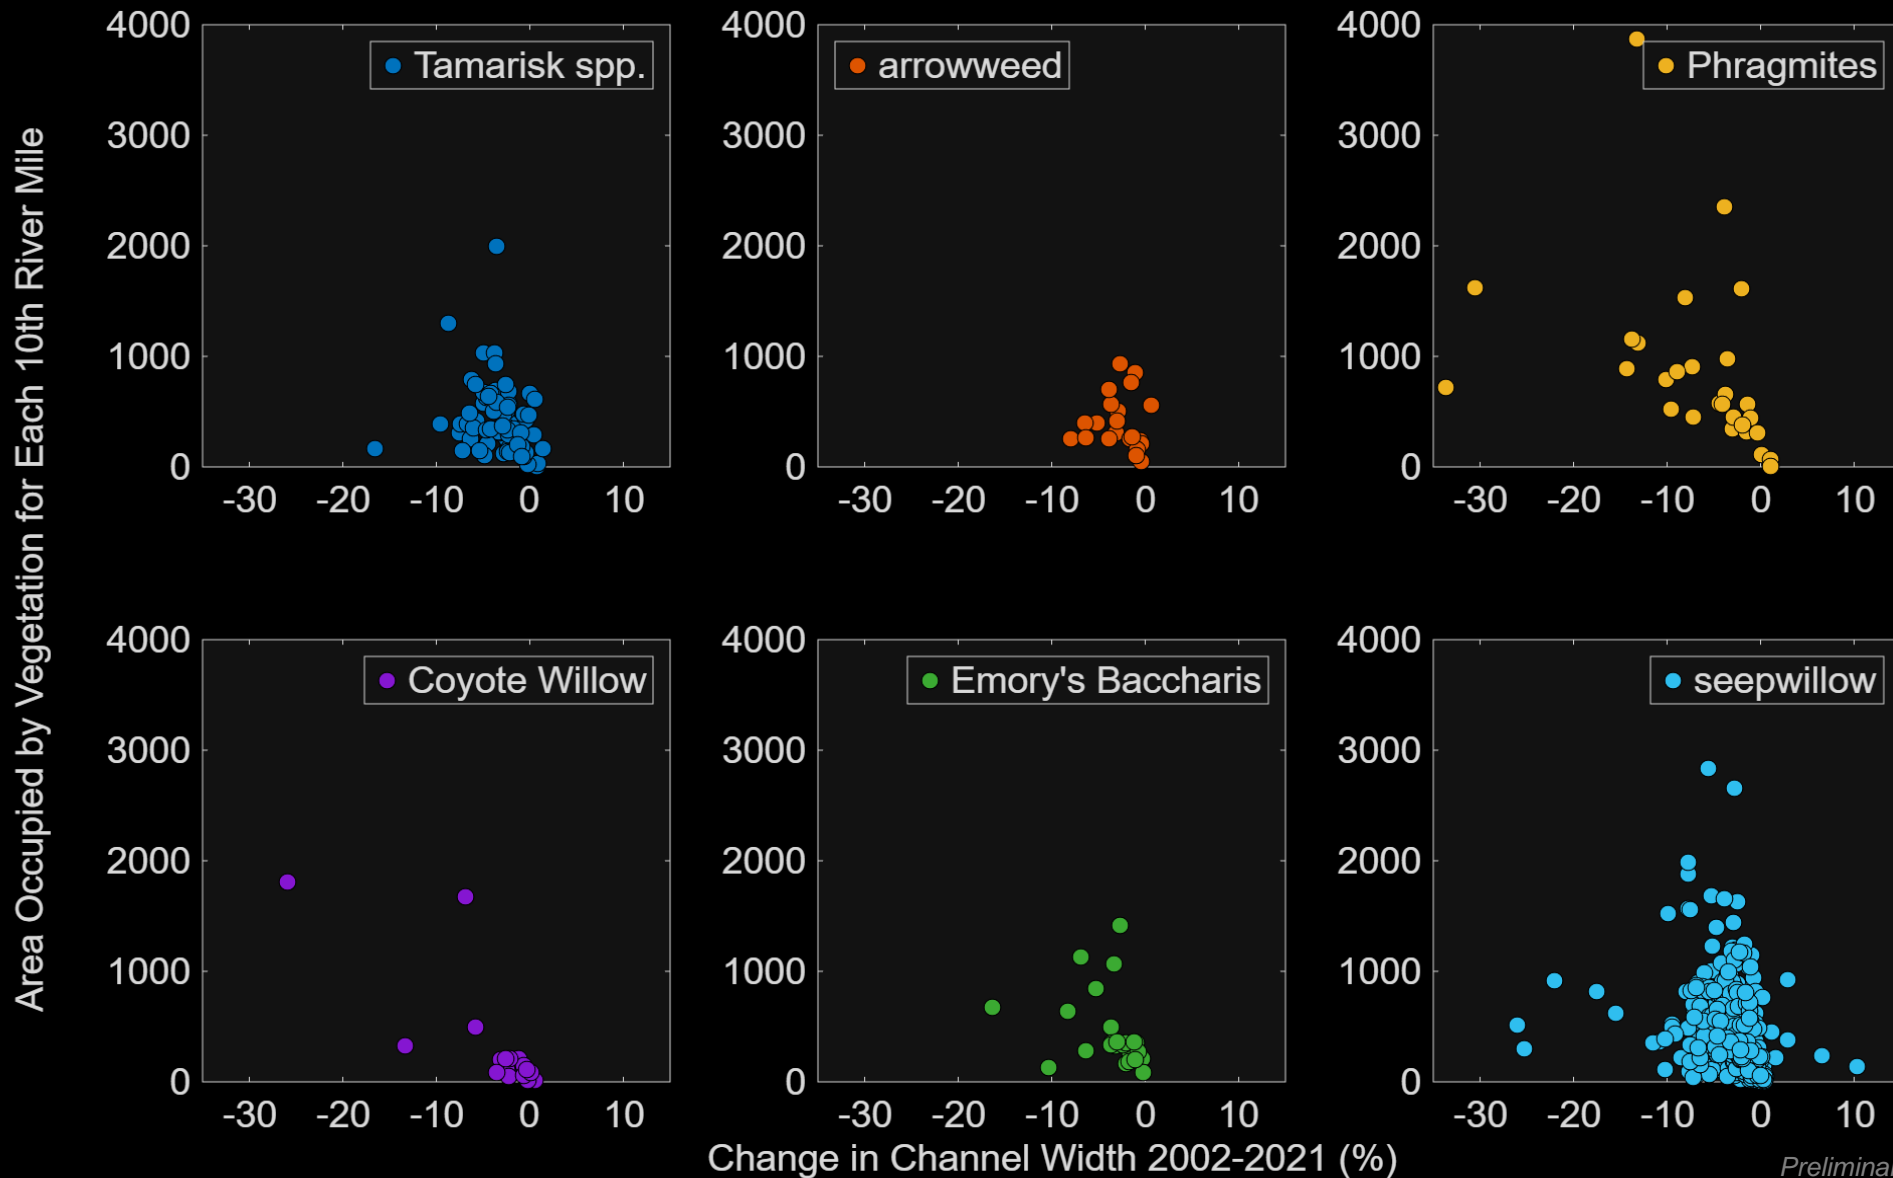 Area Occupied by Vegetation for Each 10th River Mile
4000
3000
2000
1000
0
-30 -20 -10 0 10
Tamarisk spp.
4000
3000
2000
1000
0
-30 -20 -10 0 10
arrowweed
4000
3000
2000
1000
0
-30 -20 -10 0 10
Phragmites
4000
3000
2000
1000
0
-30 -20 -10 0 10
Coyote Willow
4000
3000
2000
1000
0
-30 -20 -10 0 10
Emory's Baccharis
4000
3000
2000
1000
0
-30 -20 -10 0 10
seepwillow
Change in Channel Width 2002-2021 (%)
Preliminar